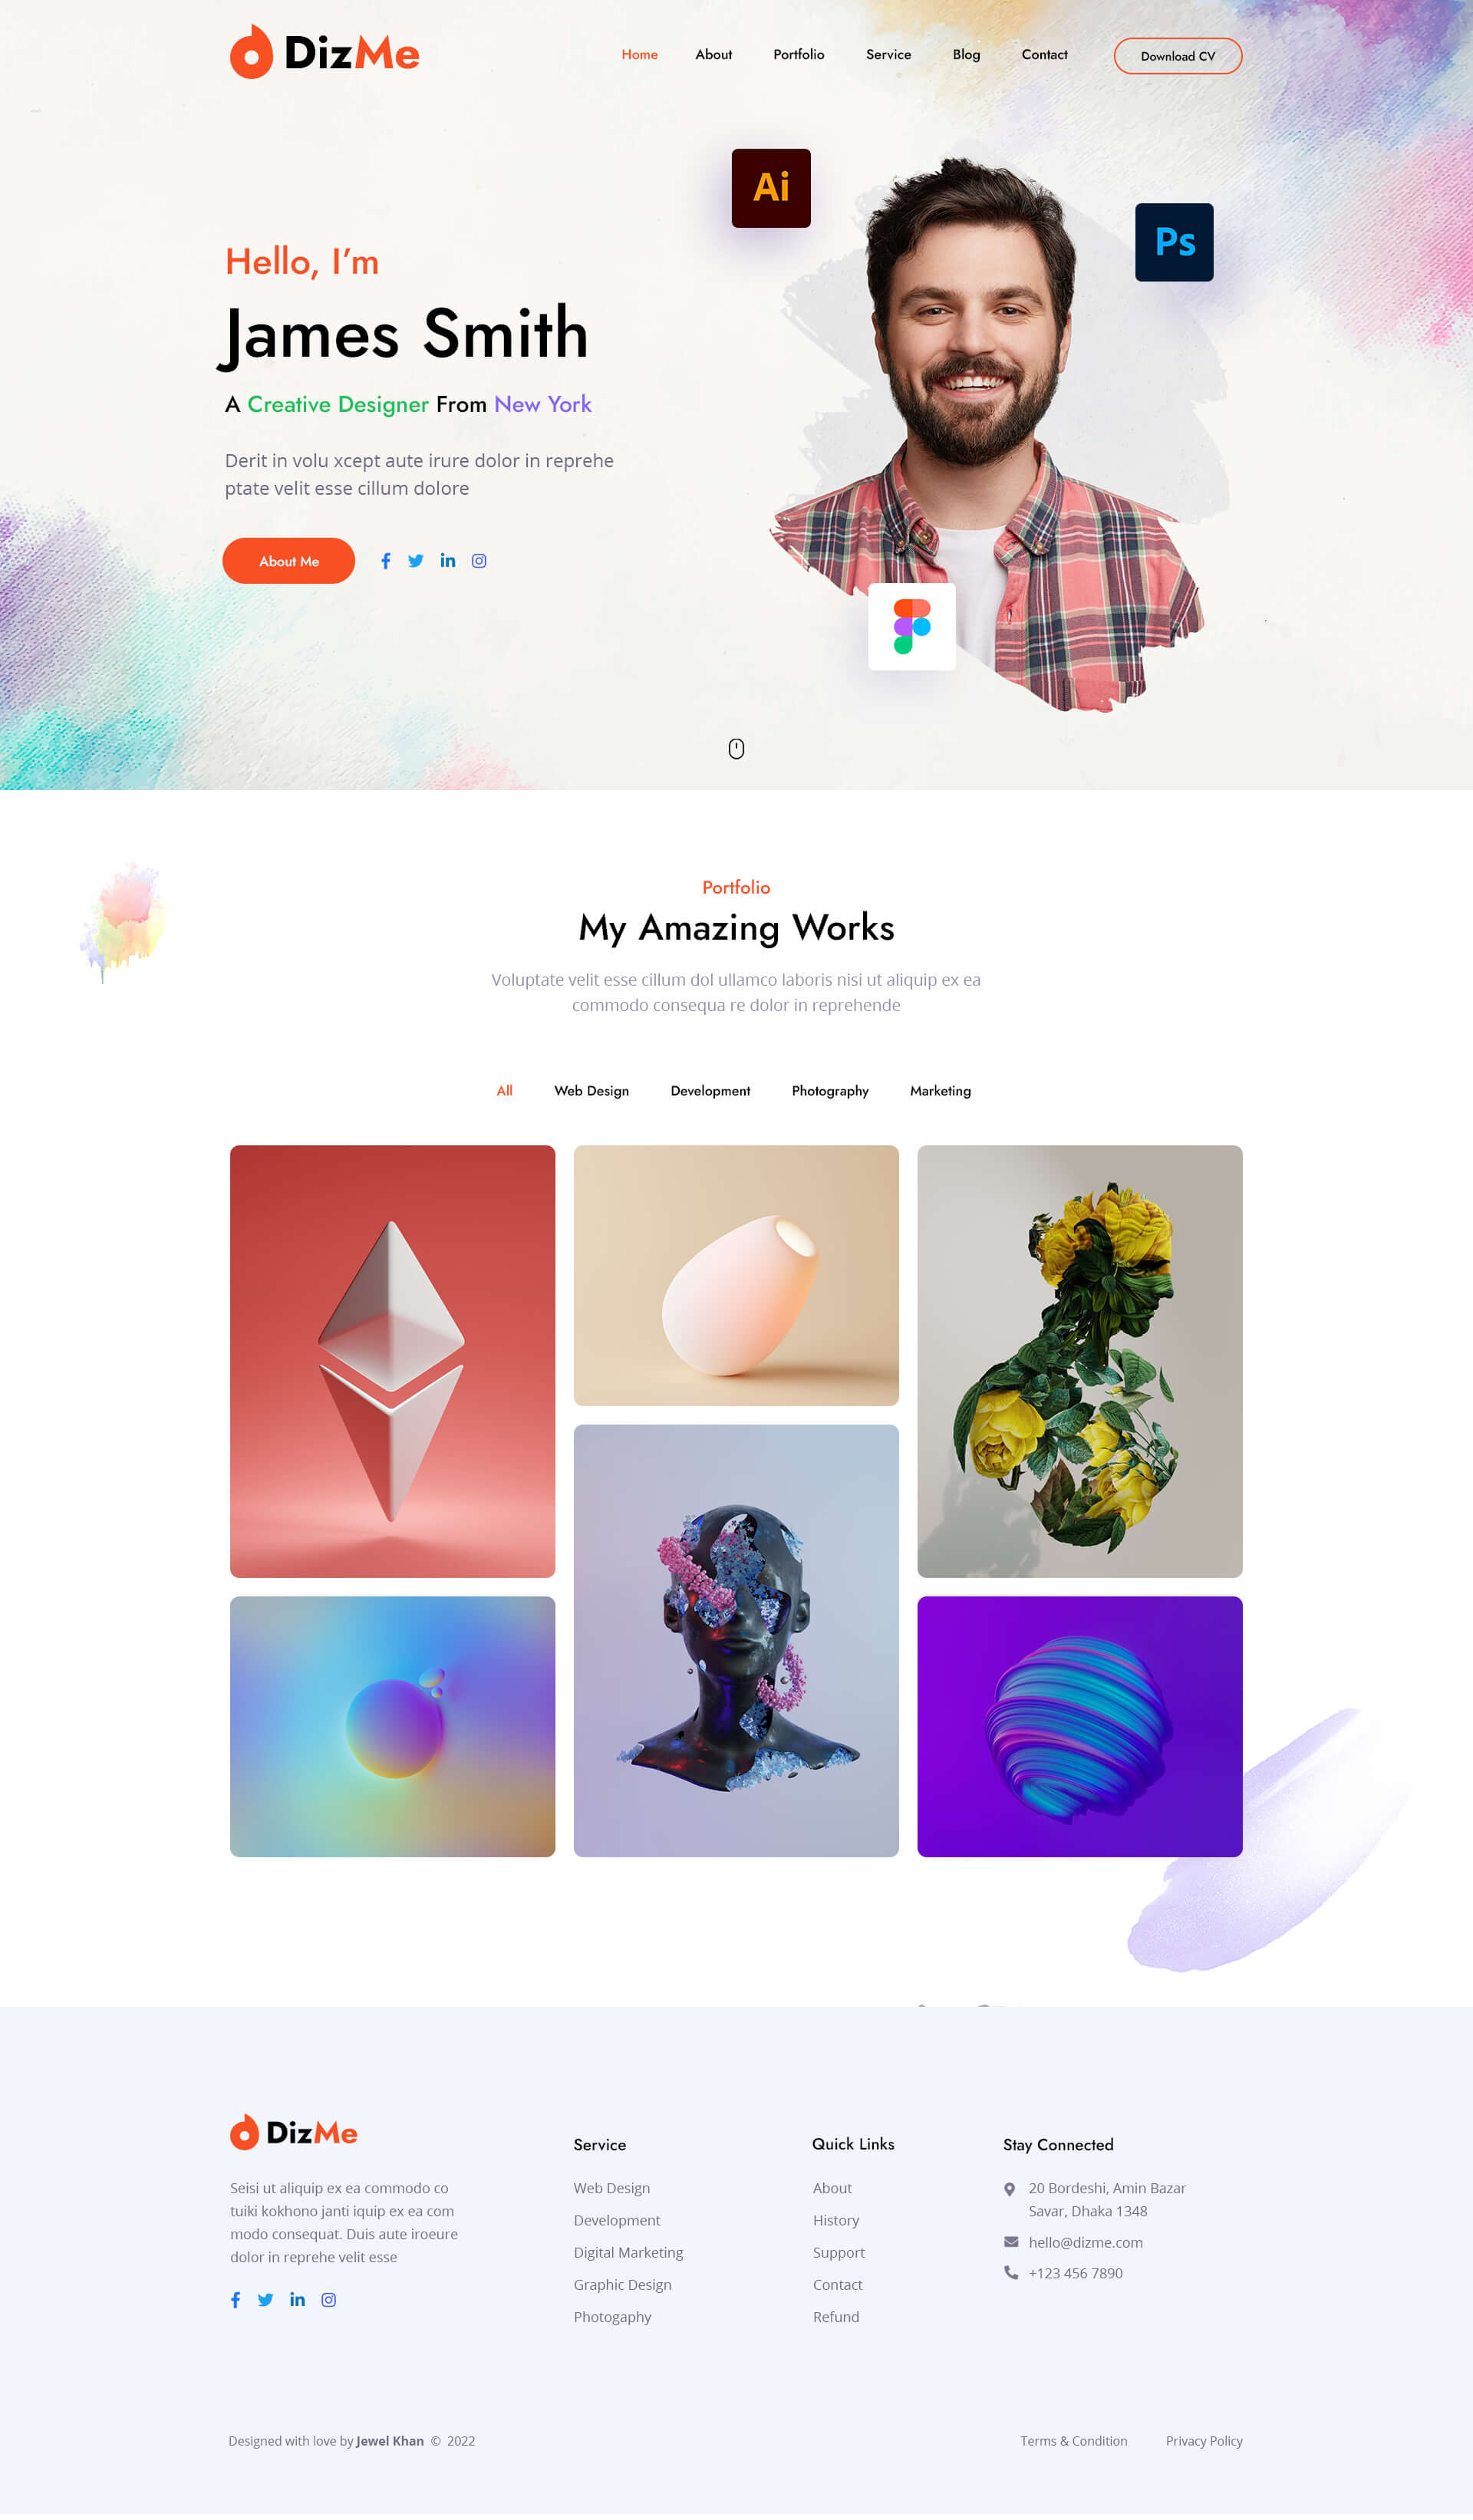 DizMe
Home
About
Portfolio
Service
Blog
Contact
Download CV
Ai
Ps
Hello, I’m
James Smith
A Creative Designer From New York
Derit in volu xcept aute irure dolor in reprehe
ptate velit esse cillum dolore
About Me
Portfolio
My Amazing Works
Voluptate velit esse cillum dol ullamco laboris nisi ut aliquip ex ea
commodo consequa re dolor in reprehende
All
Web Design
Development
Photography
Marketing
DizMe
Seisi ut aliquip ex ea commodo co
tuiki kokhono janti iquip ex ea com
modo consequat. Duis aute iroeure
dolor in reprehe velit esse
Service
Web Design
Development
Digital Marketing
Graphic Design
Photogaphy
Quick Links
About
History
Support
Contact
Refund
Stay Connected
20 Bordeshi, Amin Bazar
Savar, Dhaka 1348
hello@dizme.com
+123 456 7890
Designed with love by Jewel Khan © 2022
Terms & Condition
Privacy Policy